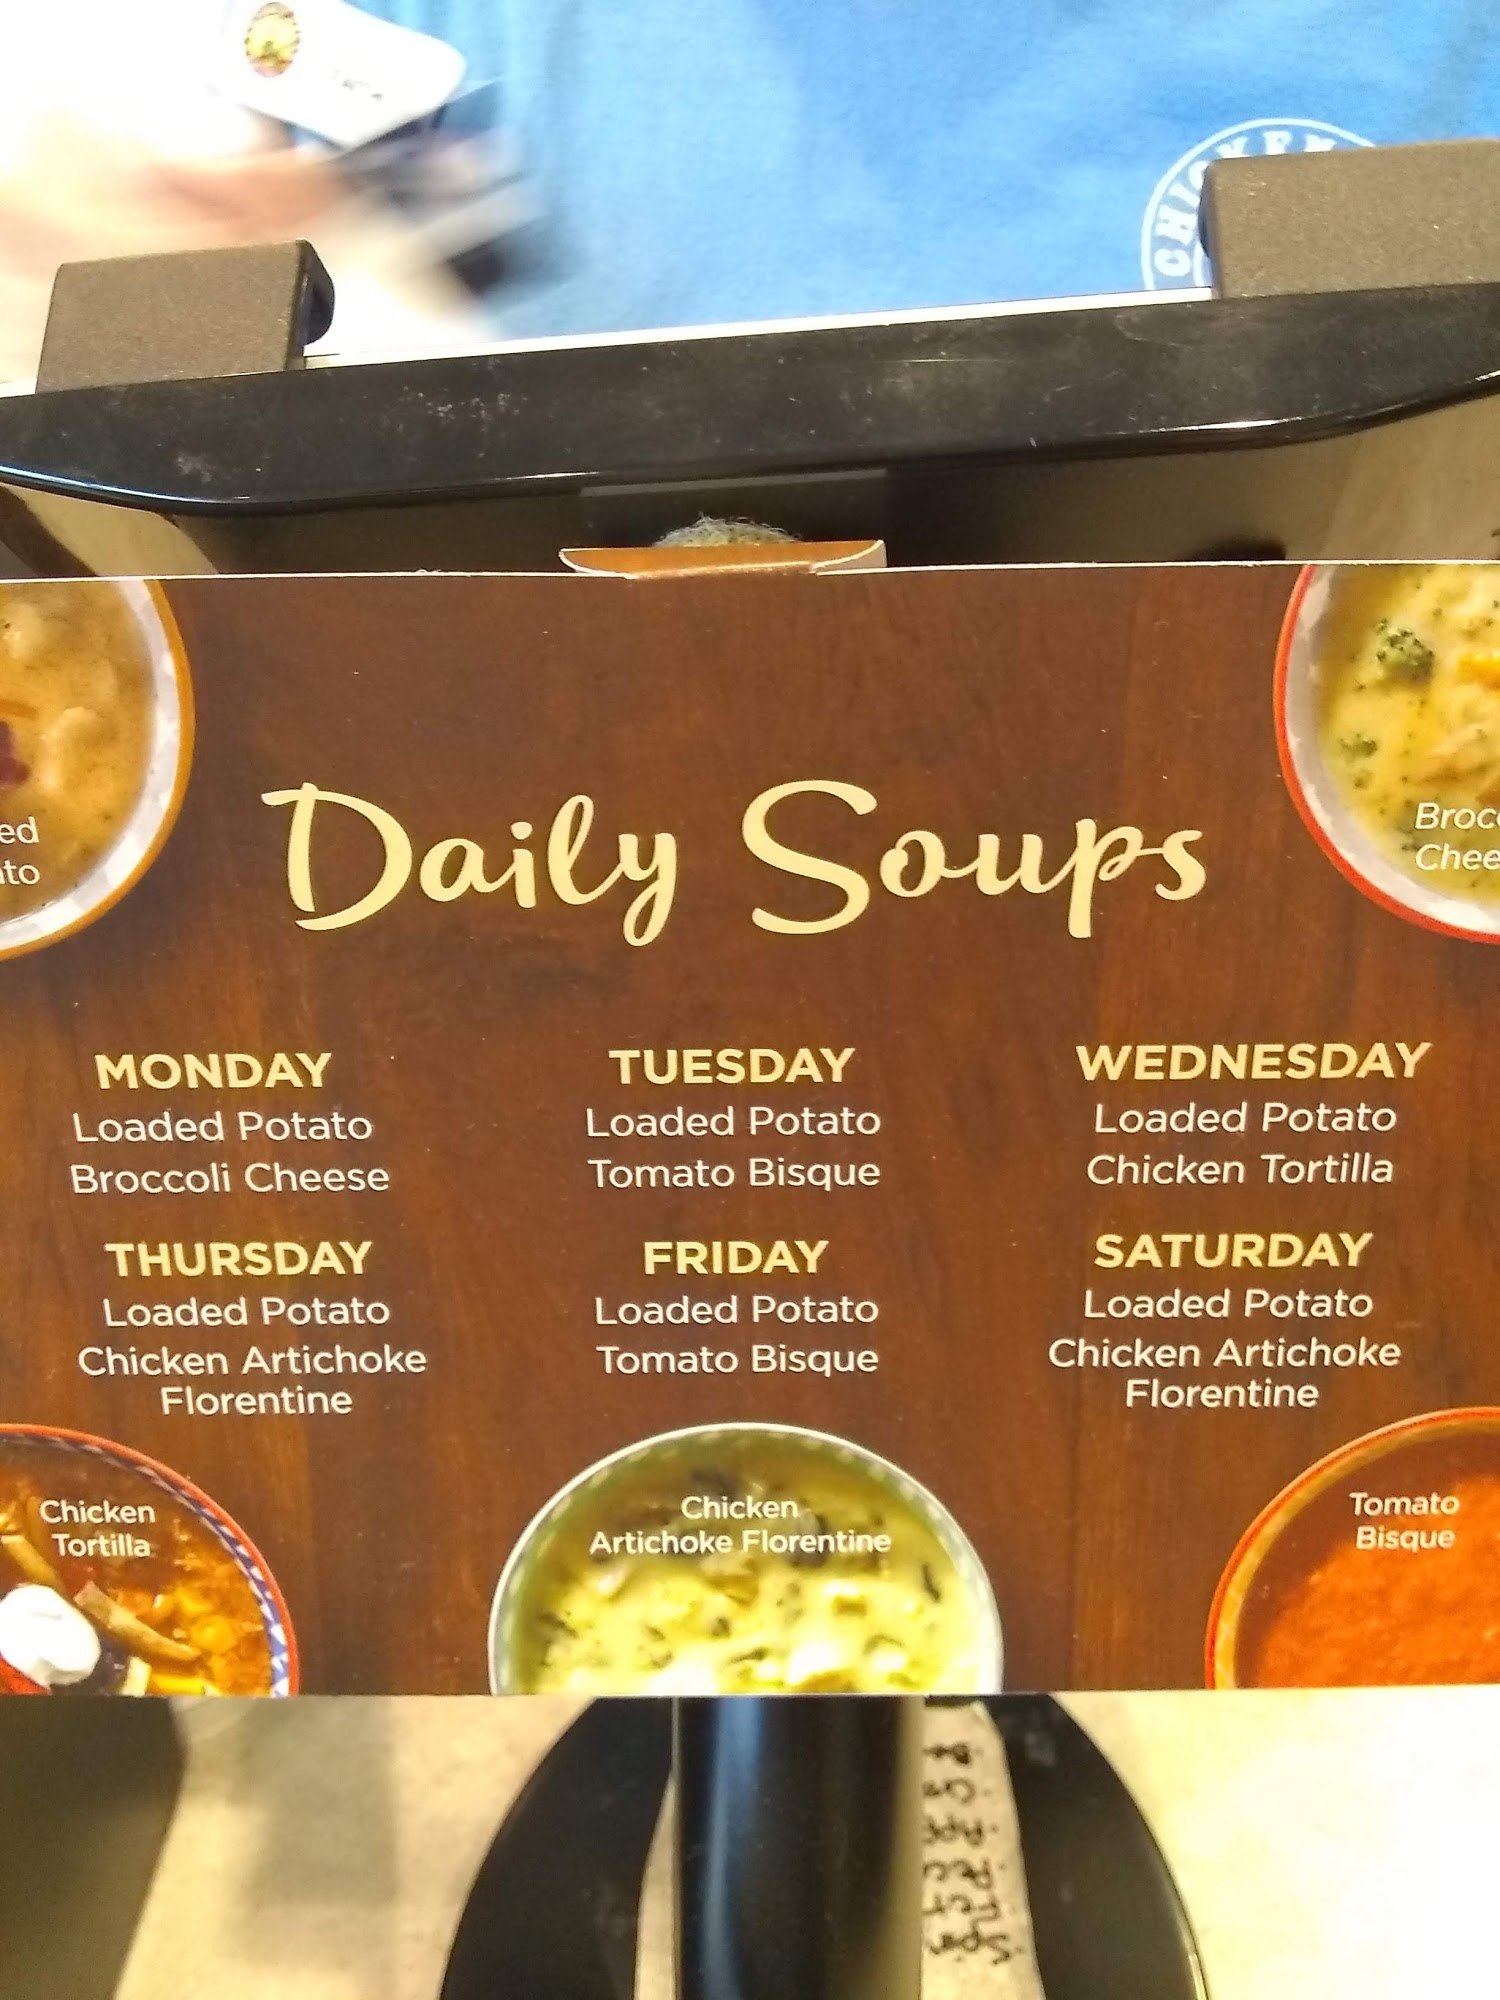 CHICKEN
ed
to
Brocc
Chee
Daily Soups
MONDAY
Loaded Potato
Broccoli Cheese
TUESDAY
Loaded Potato
Tomato Bisque
WEDNESDAY
Loaded Potato
Chicken Tortilla
THURSDAY
Loaded Potato
Chicken Artichoke
Florentine
FRIDAY
Loaded Potato
Tomato Bisque
SATURDAY
Loaded Potato
Chicken Artichoke
Florentine
Chicken
Tortilla
Chicken
Artichoke Florentine
Tomato
Bisque